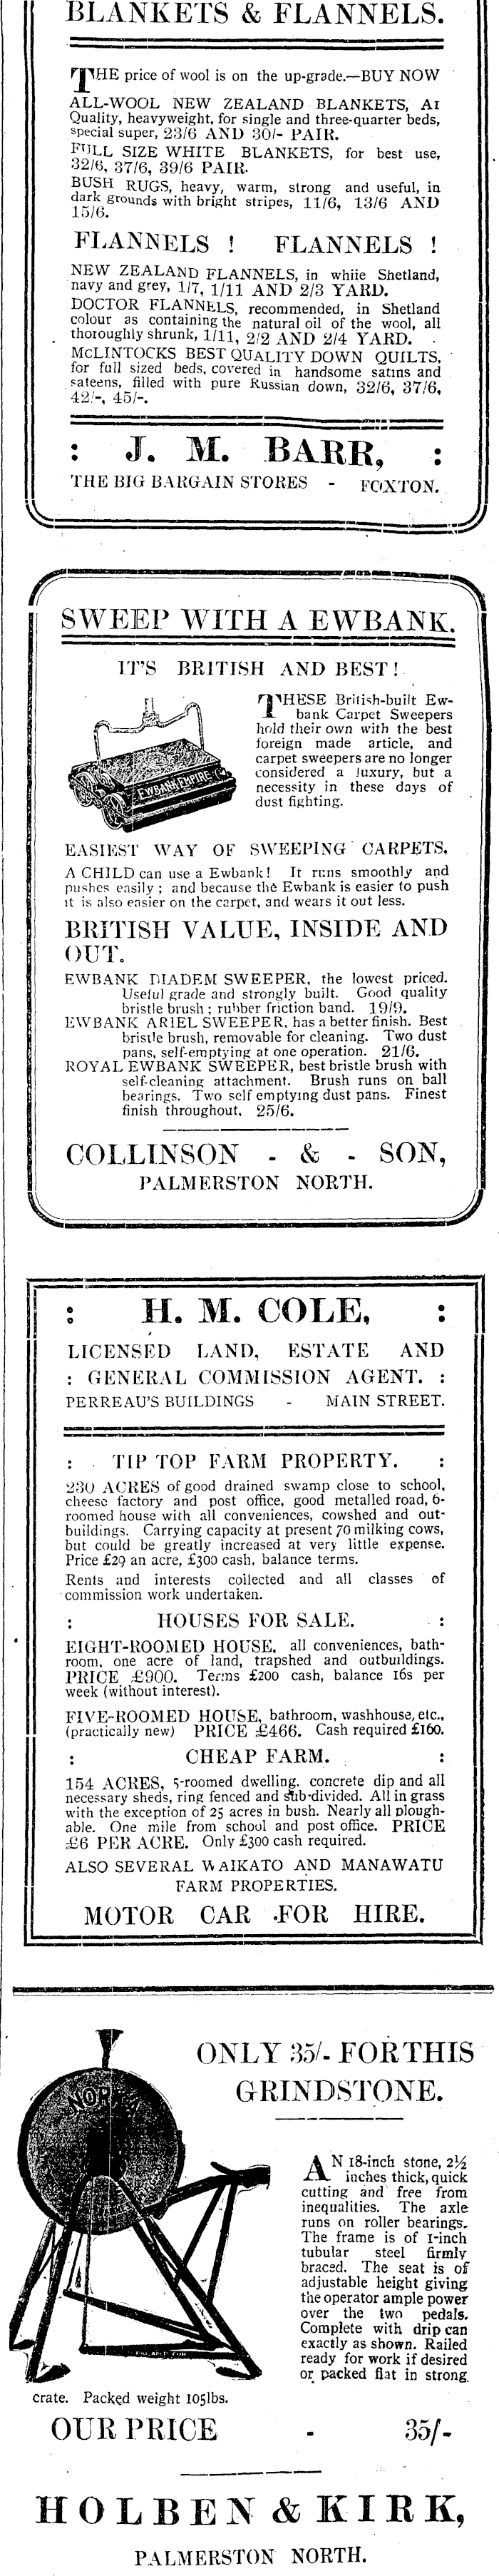 BLANKETS & FLANNELS.
THE price of wool is on the up-grade.—BUY NOW
ALL-WOOL NEW ZEALAND BLANKETS, A1
Quality, heavyweight, for single and three-quarter beds,
special super, 23/6 AND 30/- PAIR.
FULL SIZE WHITE BLANKETS, for best use,
32/6, 37/6, 39/6 PAIR.
BUSH RUGS, heavy, warm, strong and useful, in
dark grounds with bright stripes, 11/6, 13/6 AND
15/6.
FLANNELS ! FLANNELS !
NEW ZEALAND FLANNELS, in white Shetland,
navy and grey, 1/7, 1/11 AND 2/3 YARD.
DOCTOR FLANNELS, recommended, in Shetland
colour as containing the natural oil of the wool, all
thoroughly shrunk, 1/11, 2/2 AND 2/4 YARD.
McLINTOCKS BEST QUALITY DOWN QUILTS,
for full sized beds, covered in handsome satins and
sateens, filled with pure Russian down, 32/6, 37/6,
42/-, 45/-.
: J. M. BARR, :
THE BIG BARGAIN STORES - FOXTON.
SWEEP WITH A EWBANK.
IT'S BRITISH AND BEST!
THESE British-built Ew-
bank Carpet Sweepers
hold their own with the best
foreign made article, and
carpet sweepers are no longer
considered a luxury, but a
necessity in these days of
dust fighting.
EWBANK EMPIRE
EASIEST WAY OF SWEEPING CARPETS,
A CHILD can use a Ewbank! It runs smoothly and
pushes easily ; and because the Ewbank is easier to push
it is also easier on the carpet, and wears it out less.
BRITISH VALUE, INSIDE AND
OUT.
EWBANK DIADEM SWEEPER, the lowest priced.
Useful grade and strongly built. Good quality
bristle brush ; rubber friction band. 19/9.
EWBANK ARIEL SWEEPER, has a better finish. Best
bristle brush, removable for cleaning. Two dust
pans, self-emptying at one operation. 21/6.
ROYAL EWBANK SWEEPER, best bristle brush with
self-cleaning attachment. Brush runs on ball
bearings. Two self emptying dust pans. Finest
finish throughout, 25/6.
COLLINSON - & - SON,
PALMERSTON NORTH.
: H. M. COLE, :
LICENSED LAND, ESTATE AND
: GENERAL COMMISSION AGENT. :
PERREAU'S BUILDINGS - MAIN STREET.
: TIP TOP FARM PROPERTY. :
230 ACRES of good drained swamp close to school,
cheese factory and post office, good metalled road, 6-
roomed house with all conveniences, cowshed and out-
buildings. Carrying capacity at present 70 milking cows,
but could be greatly increased at very little expense.
Price £29 an acre, £300 cash, balance terms.
Rents and interests collected and all classes of
commission work undertaken.
: HOUSES FOR SALE. :
EIGHT-ROOMED HOUSE, all conveniences, bath-
room, one acre of land, trapshed and outbuildings.
PRICE £900. Terms £200 cash, balance 16s per
week (without interest).
FIVE-ROOMED HOUSE, bathroom, washhouse, etc.,
(practically new) PRICE £466. Cash required £160.
: CHEAP FARM. :
154 ACRES, 5-roomed dwelling, concrete dip and all
necessary sheds, ring fenced and sub-divided. All in grass
with the exception of 25 acres in bush. Nearly all plough-
able. One mile from school and post office. PRICE
£6 PER ACRE. Only £300 cash required.
ALSO SEVERAL WAIKATO AND MANAWATU
FARM PROPERTIES.
MOTOR CAR FOR HIRE.
ONLY 35/- FOR THIS
GRINDSTONE.
AN 18-inch stone, 2½
inches thick, quick
cutting and free from
inequalities. The axle
runs on roller bearings.
The frame is of 1-inch
tubular steel firmly
braced. The seat is of
adjustable height giving
the operator ample power
over the two pedals.
Complete with drip can
exactly as shown. Railed
ready for work if desired
or packed flat in strong
crate. Packed weight 105lbs.
OUR PRICE - 35/-
HOLBEN & KIRK,
PALMERSTON NORTH.